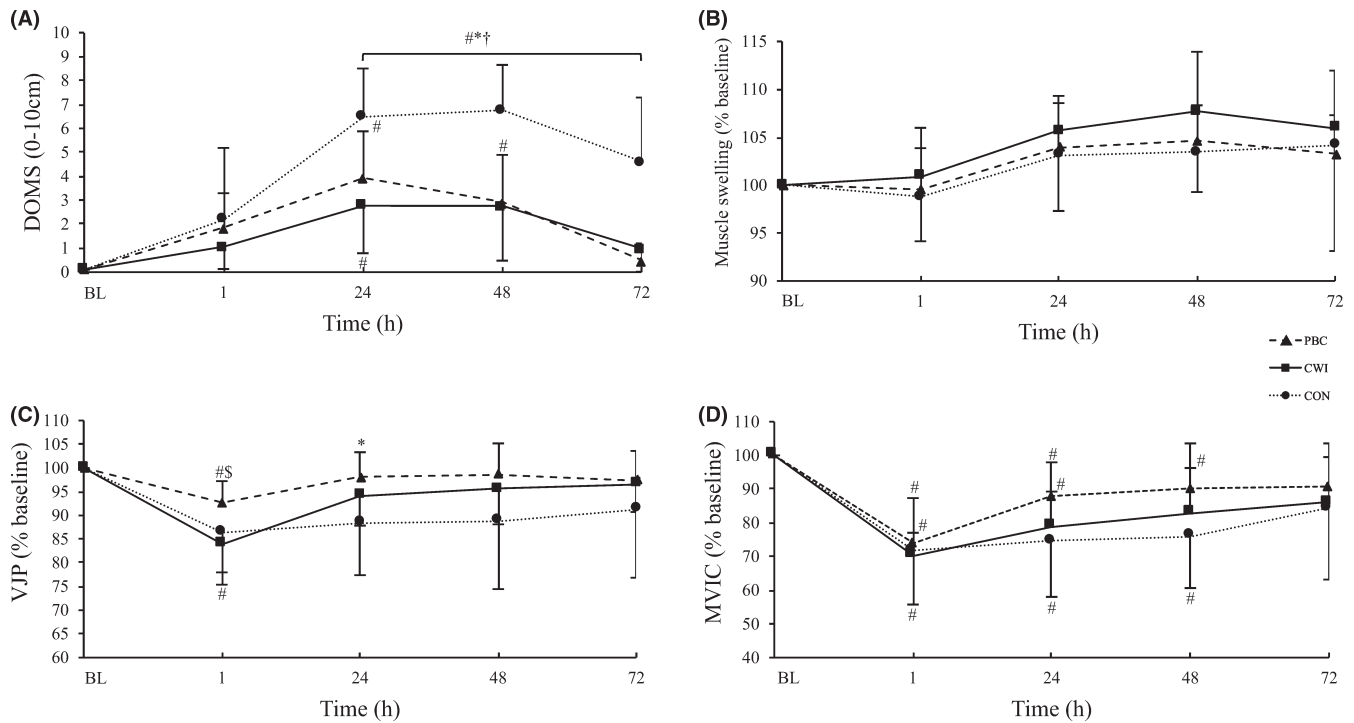 (A)
DOMS (0-10cm)
10
9
8
7
6
5
4
3
2
1
0
#*†
#
#
#
BL 1 24 48 72
Time (h)
(B)
Muscle swelling (% baseline)
115
110
105
100
95
90
BL 1 24 48 72
Time (h)
PBC
CWI
CON
(C)
VJP (% baseline)
110
105
100
95
90
85
80
75
70
65
60
#$
*
#
BL 1 24 48 72
Time (h)
(D)
MVIC (% baseline)
110
100
90
80
70
60
50
40
#
#
#
#
#
#
#
#
BL 1 24 48 72
Time (h)